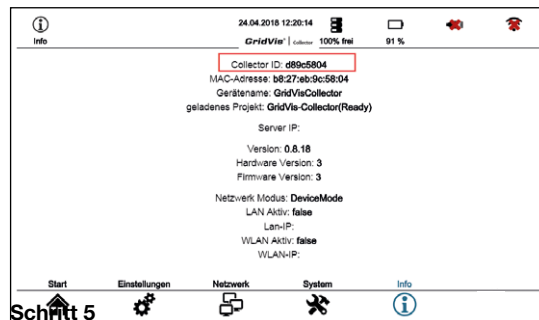 24.04.2018 12:20:14
Info
GridVis® | Collector 100% frei 91 %
Collector ID: d89c5804
MAC-Adresse: b8:27:eb:9c:58:04
Gerätename: GridVisCollector
geladenes Projekt: GridVis-Collector(Ready)
Server IP:
Version: 0.8.18
Hardware Version: 3
Firmware Version: 3
Netzwerk Modus: DeviceMode
LAN Aktiv: false
Lan-IP:
WLAN Aktiv: false
WLAN-IP:
Start Einstellungen Netzwerk System Info
Schritt 5